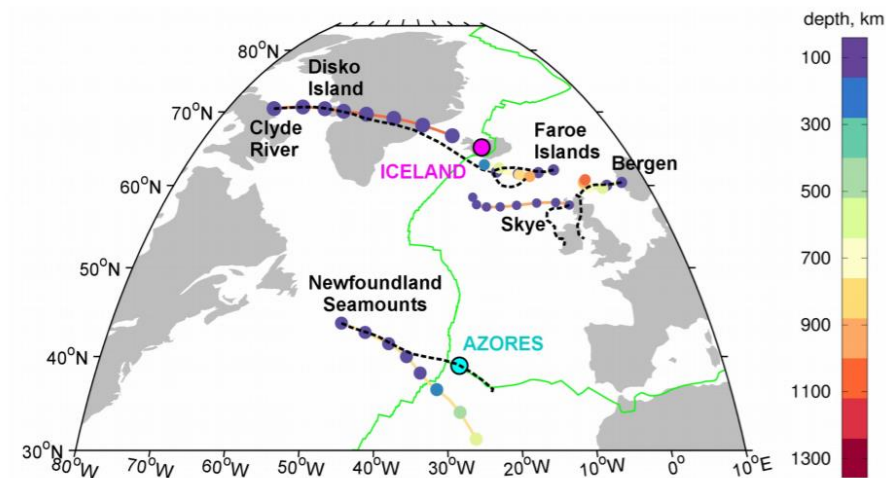 depth, km
80°N
70°N
60°N
50°N
40°N
30°N
Disko
Island
Clyde
River
ICELAND
Faroe
Islands
Bergen
Skye
Newfoundland
Seamounts
AZORES
80°W
70°W
60°W
50°W
40°W
30°W
20°W
10°W
0°W
10°E
100
300
500
700
900
1100
1300